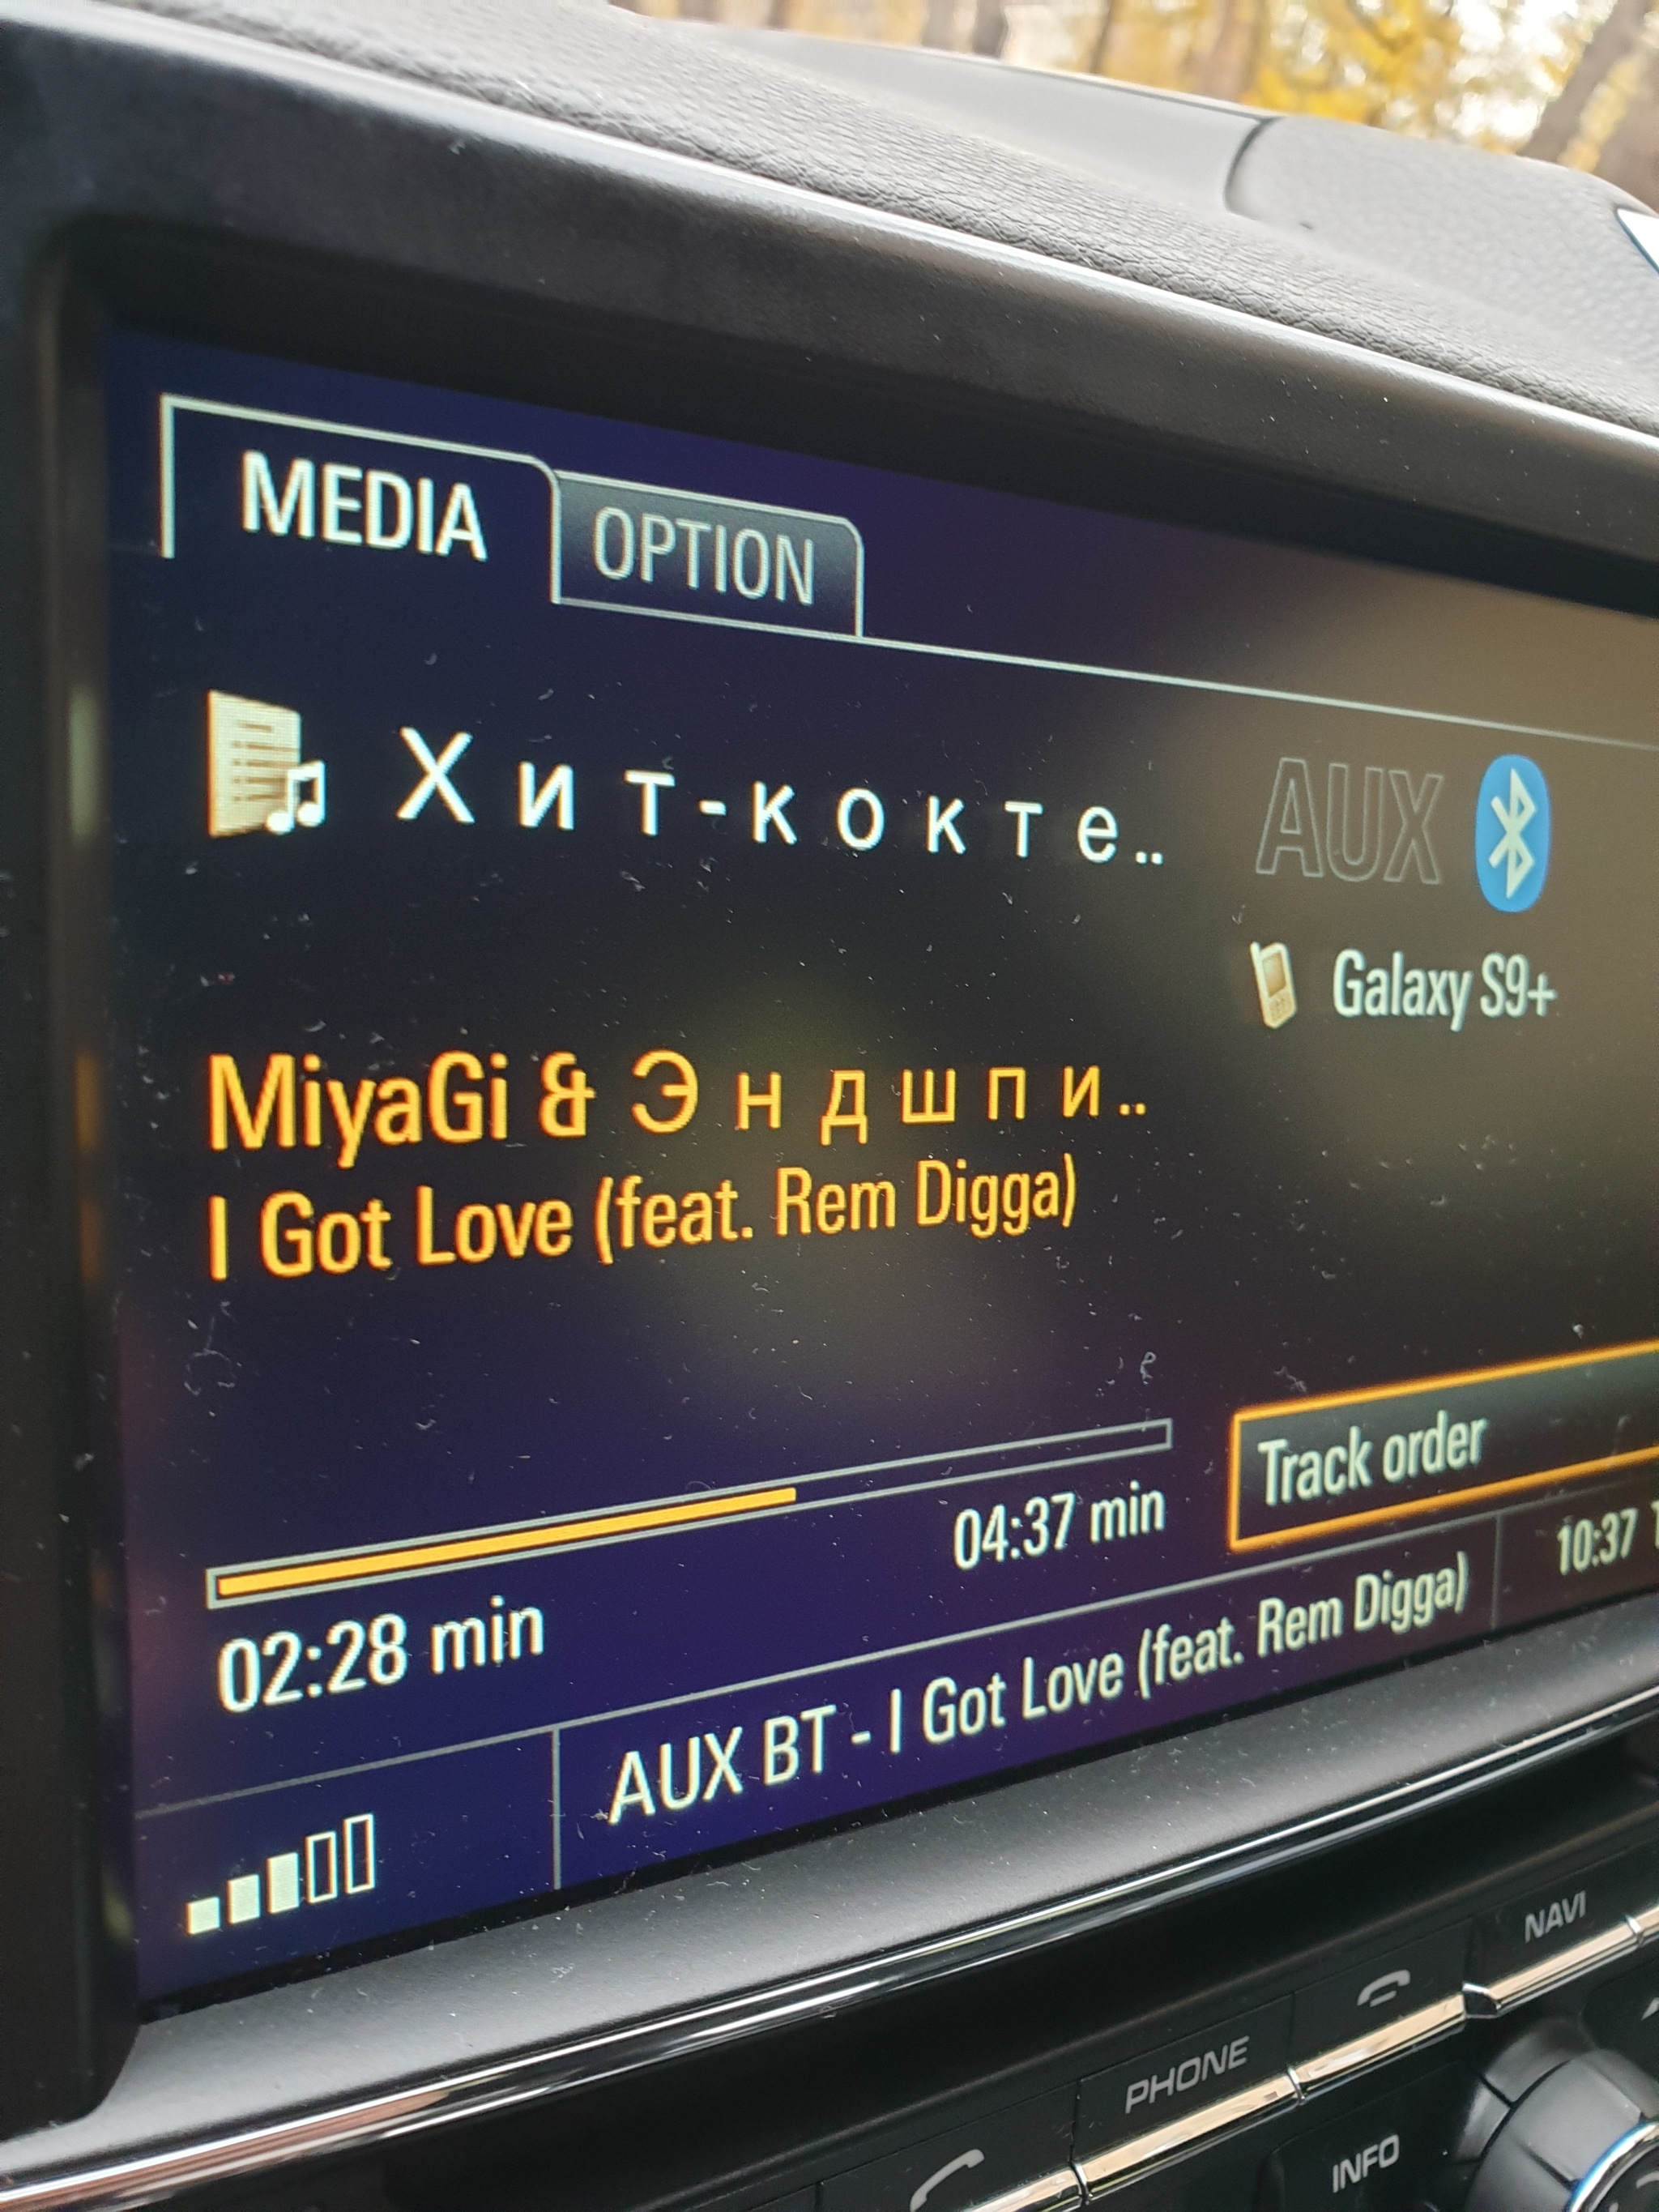 MEDIA OPTION
Хит-кокте..
AUX
Galaxy S9+
MiyaGi & Эндшпи..
I Got Love (feat. Rem Digga)
04:37 min
Track order
02:28 min
AUX BT - I Got Love (feat. Rem Digga)
10:37
NAVI
PHONE
INFO